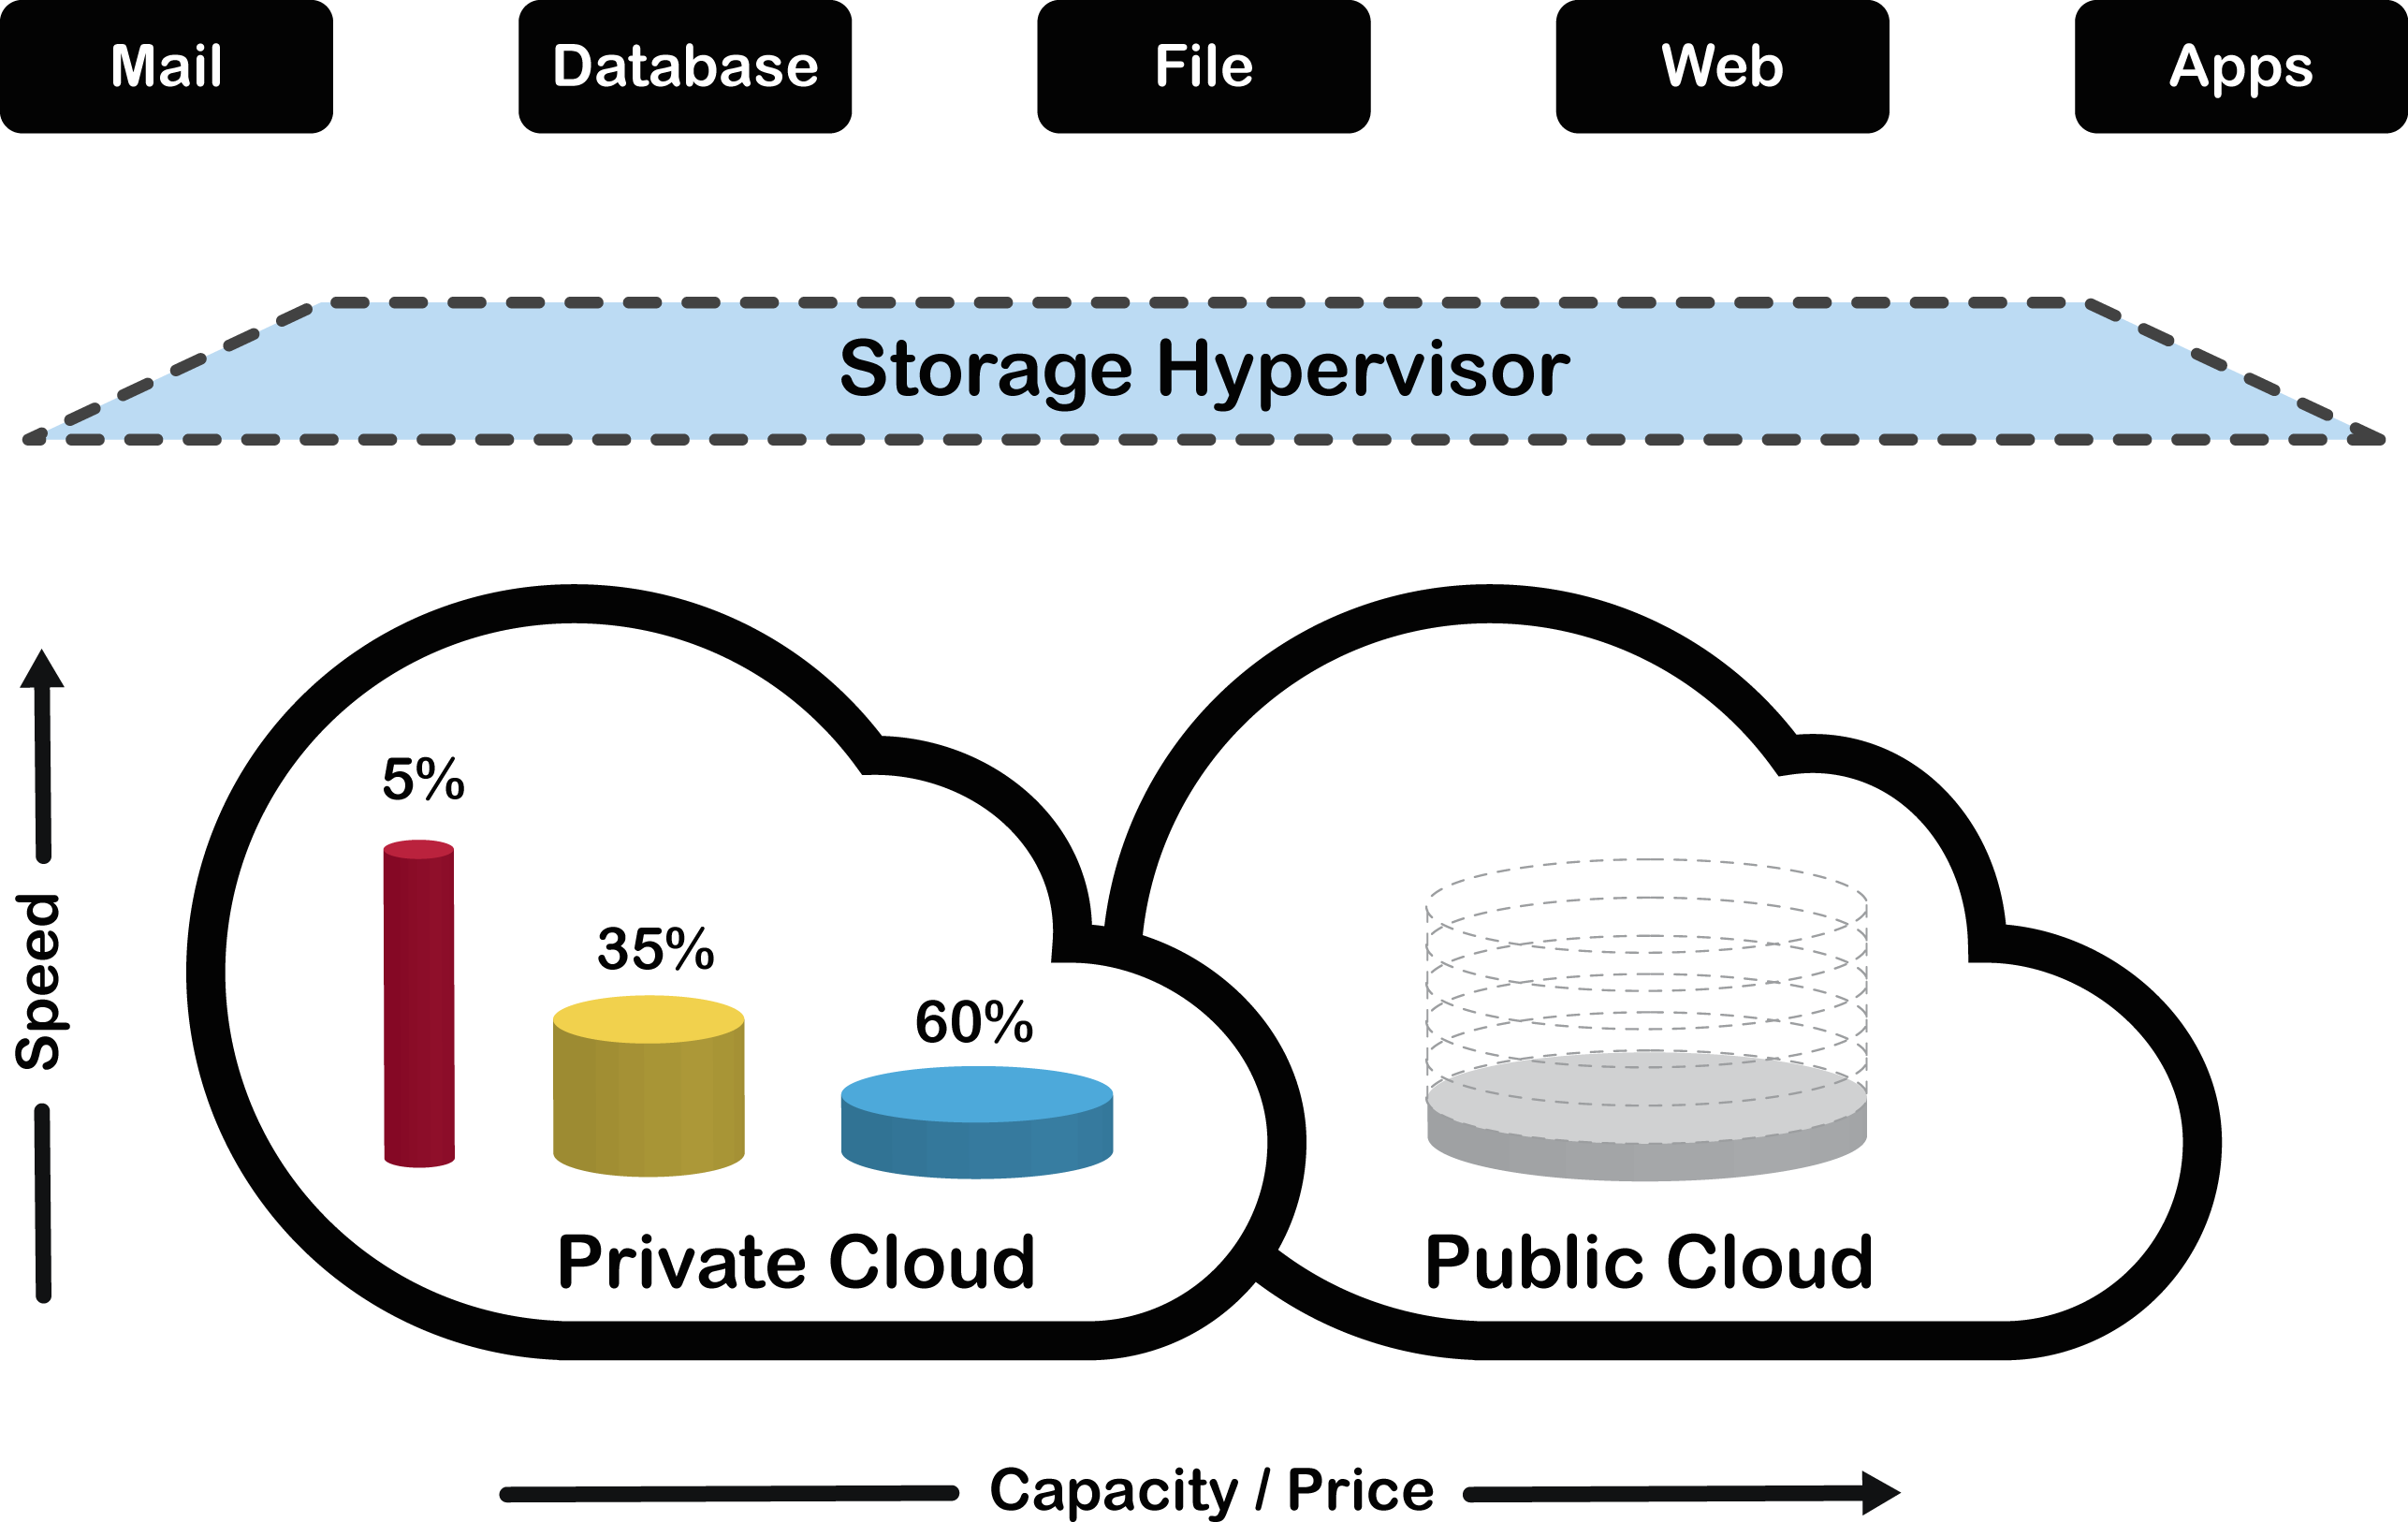 Mail
Database
File
Web
Apps
Storage Hypervisor
5%
35%
60%
Speed
Private Cloud
Public Cloud
Capacity / Price